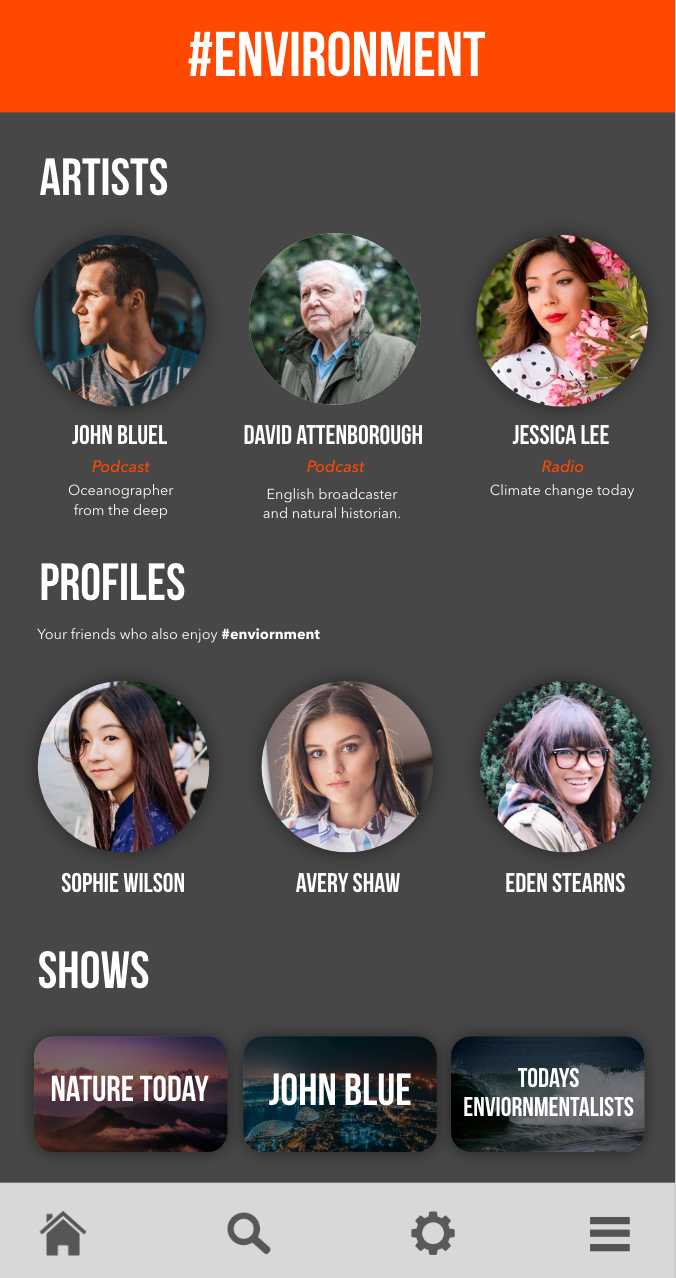 #ENVIRONMENT
ARTISTS
JOHN BLUEL
Podcast
Oceanographer
from the deep
DAVID ATTENBOROUGH
Podcast
English broadcaster
and natural historian.
JESSICA LEE
Radio
Climate change today
PROFILES
Your friends who also enjoy #enviornment
SOPHIE WILSON
AVERY SHAW
EDEN STEARNS
SHOWS
NATURE TODAY
JOHN BLUE
TODAYS
ENVIORNMENTALISTS